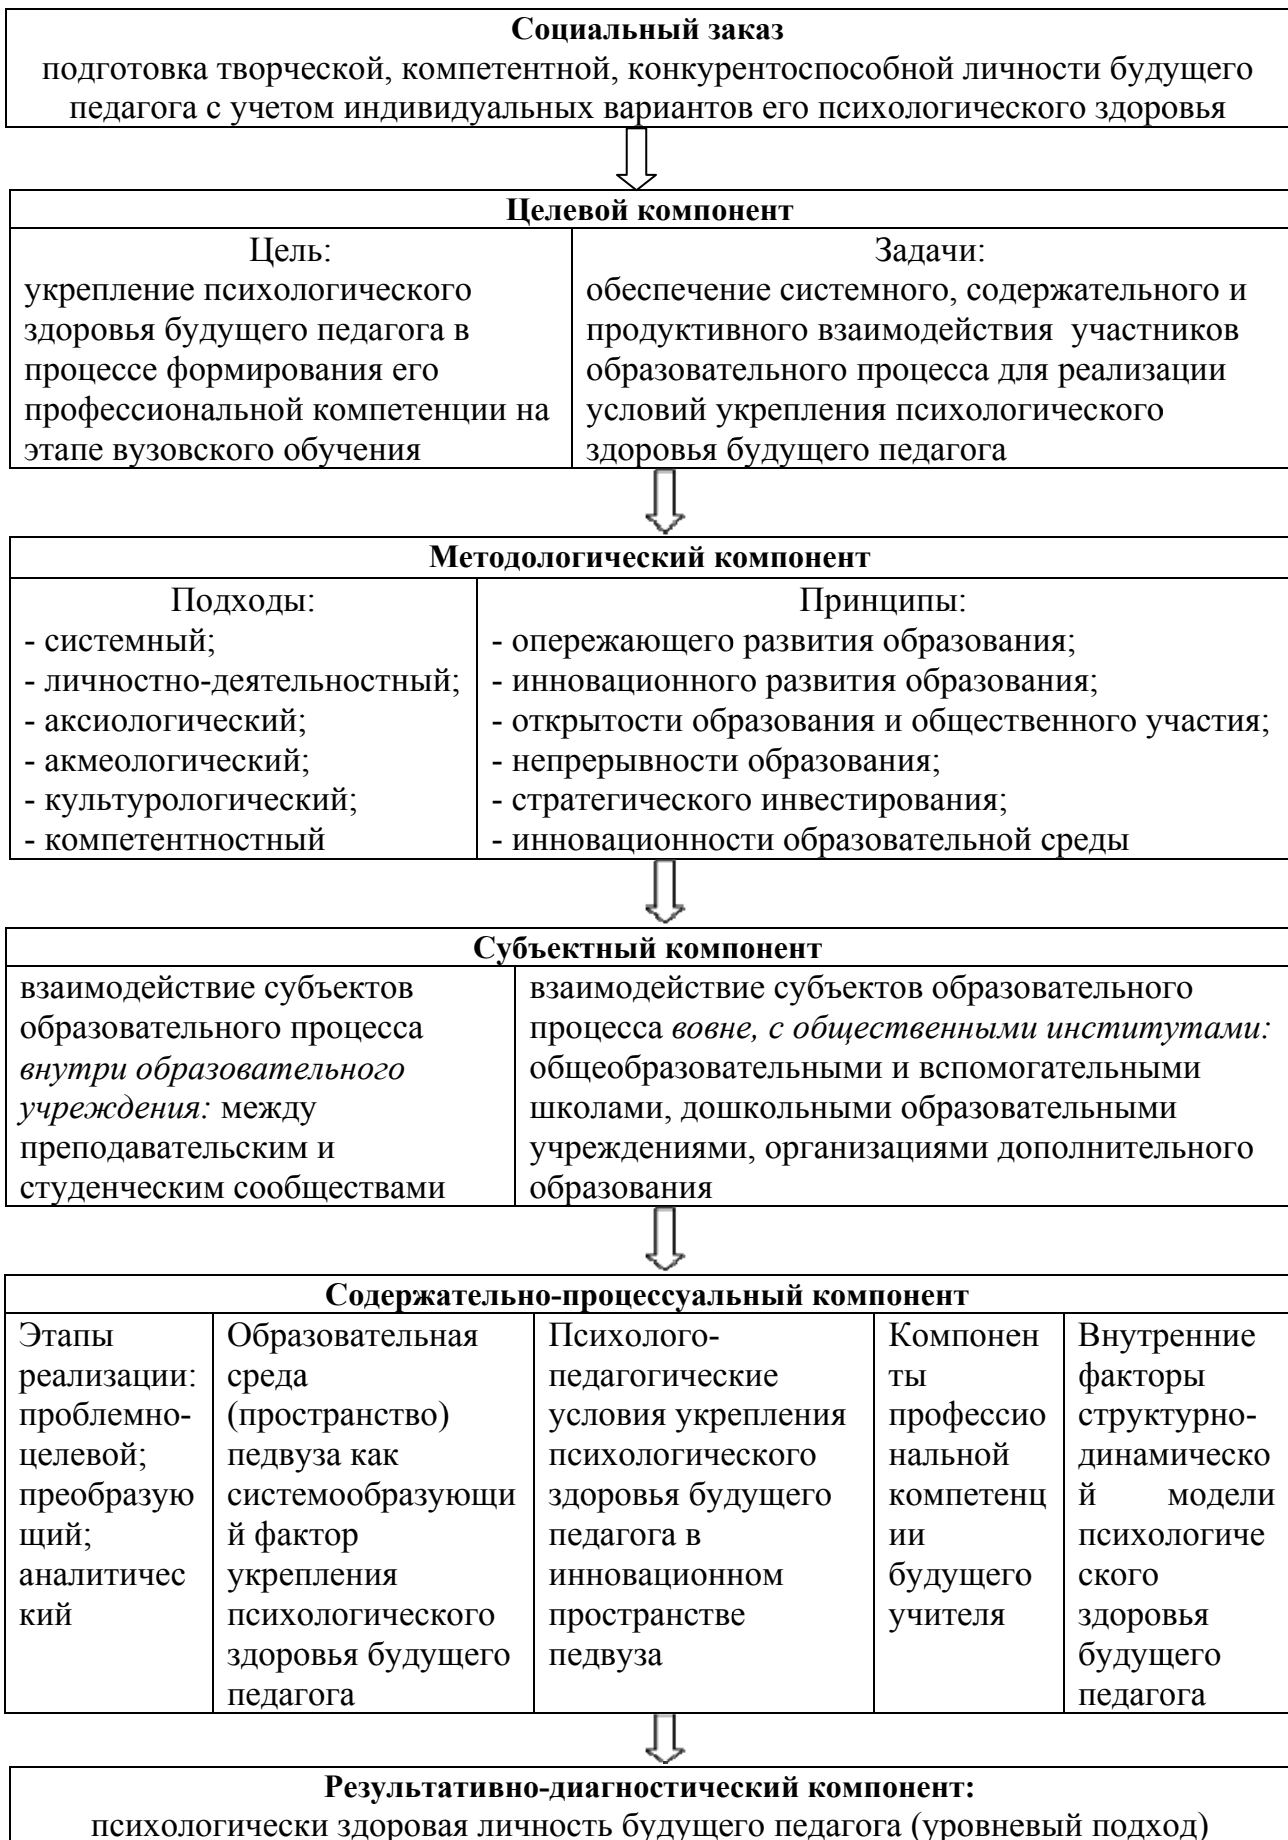 Социальный заказ
подготовка творческой, компетентной, конкурентоспособной личности будущего
педагога с учетом индивидуальных вариантов его психологического здоровья
Целевой компонент
Цель:
укрепление психологического
здоровья будущего педагога в
процессе формирования его
профессиональной компетенции на
этапе вузовского обучения
Задачи:
обеспечение системного, содержательного и
продуктивного взаимодействия участников
образовательного процесса для реализации
условий укрепления психологического
здоровья будущего педагога
Методологический компонент
Подходы:
- системный;
- личностно-деятельностный;
- аксиологический;
- акмеологический;
- культурологический;
- компетентностный
Принципы:
- опережающего развития образования;
- инновационного развития образования;
- открытости образования и общественного участия;
- непрерывности образования;
- стратегического инвестирования;
- инновационности образовательной среды
Субъектный компонент
взаимодействие субъектов
образовательного процесса
внутри образовательного
учреждения: между
преподавательским и
студенческим сообществами
взаимодействие субъектов образовательного
процесса вовне, с общественными институтами:
общеобразовательными и вспомогательными
школами, дошкольными образовательными
учреждениями, организациями дополнительного
образования
Содержательно-процессуальный компонент
Этапы
реализации:
проблемно-
целевой;
преобразую
щий;
аналитичес
кий
Образовательная
среда
(пространство)
педвуза как
системообразующи
й фактор
укрепления
психологического
здоровья будущего
педагога
Психолого-
педагогические
условия укрепления
психологического
здоровья будущего
педагога в
инновационном
пространстве
педвуза
Компонен
ты
профессио
нальной
компетенц
ии
будущего
учителя
Внутренние
факторы
структурно-
динамическо
й модели
психологиче
ского
здоровья
будущего
педагога
Результативно-диагностический компонент:
психологически здоровая личность будущего педагога (уровневый подход)